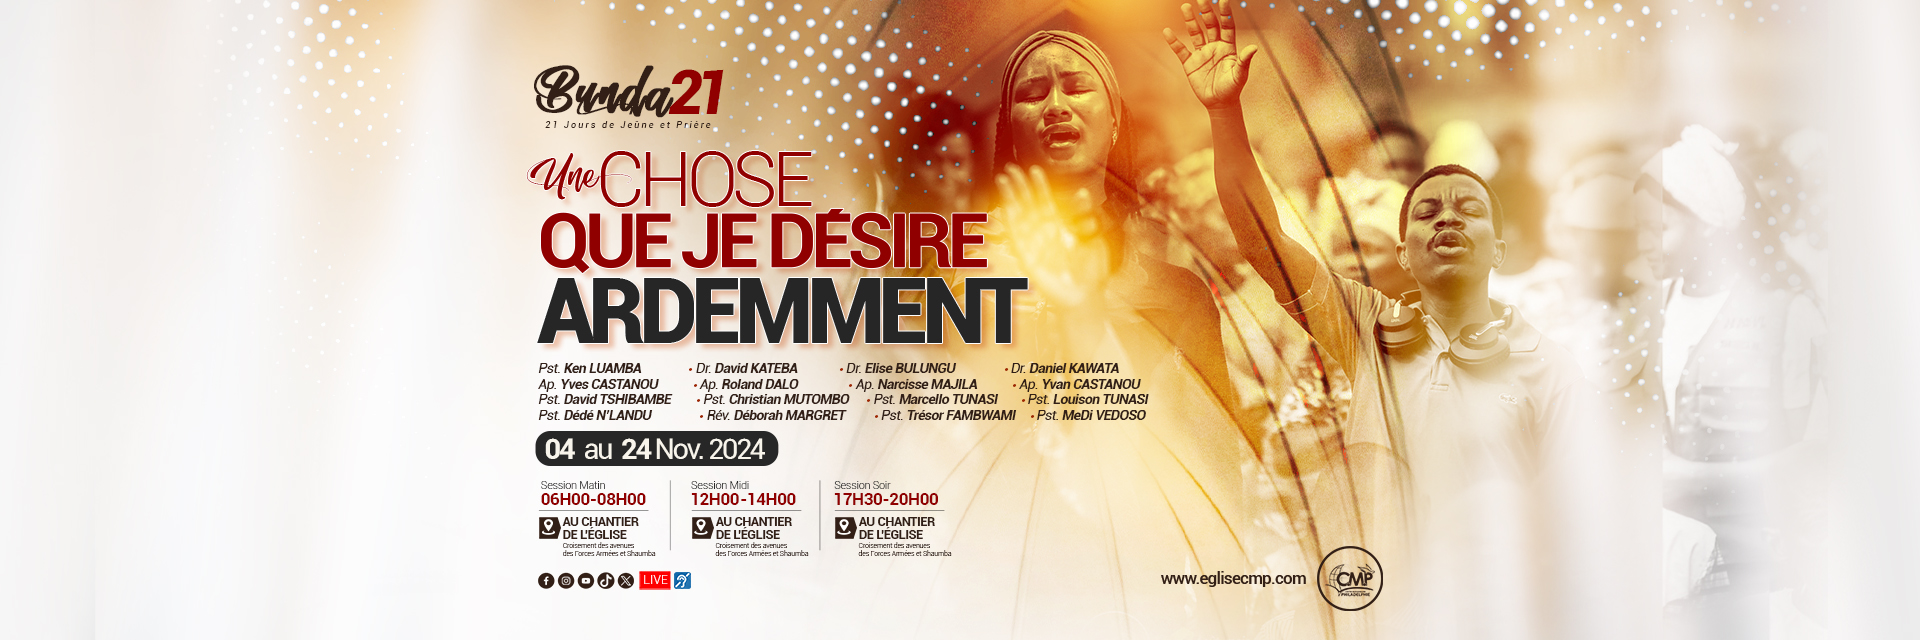 Bunda21
21 Jours de Jeûne et Prière
Une CHOSE
QUE JE DÉSIRE
ARDEMMENT
Pst. Ken LUAMBA • Dr. David KATEBA • Dr. Elise BULUNGU • Dr. Daniel KAWATA
Ap. Yves CASTANOU • Ap. Roland DALO • Ap. Narcisse MAJILA • Ap. Yvan CASTANOU
Pst. David TSHIBAMBE • Pst. Christian MUTOMBO • Pst. Marcello TUNASI • Pst. Louison TUNASI
Pst. Dédé N'LANDU • Rév. Déborah MARGRET • Pst. Trésor FAMBWAMI • Pst. MeDi VEDOSO
04 au 24 Nov. 2024
Session Matin
06H00-08H00
AU CHANTIER
DE L'ÉGLISE
Croisement des avenues
des Forces Armées et Shaumba
Session Midi
12H00-14H00
AU CHANTIER
DE L'ÉGLISE
Croisement des avenues
des Forces Armées et Shaumba
Session Soir
17H30-20H00
AU CHANTIER
DE L'ÉGLISE
Croisement des avenues
des Forces Armées et Shaumba
LIVE
www.eglisecmp.com
CMP
PHILADELPHIE